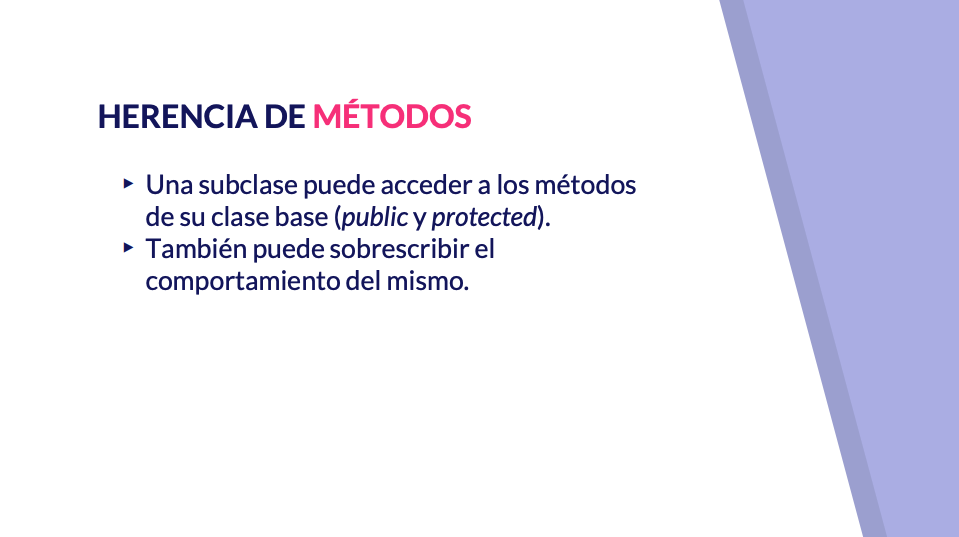 HERENCIA DE MÉTODOS
▸ Una subclase puede acceder a los métodos
de su clase base (public y protected).
▸ También puede sobrescribir el
comportamiento del mismo.